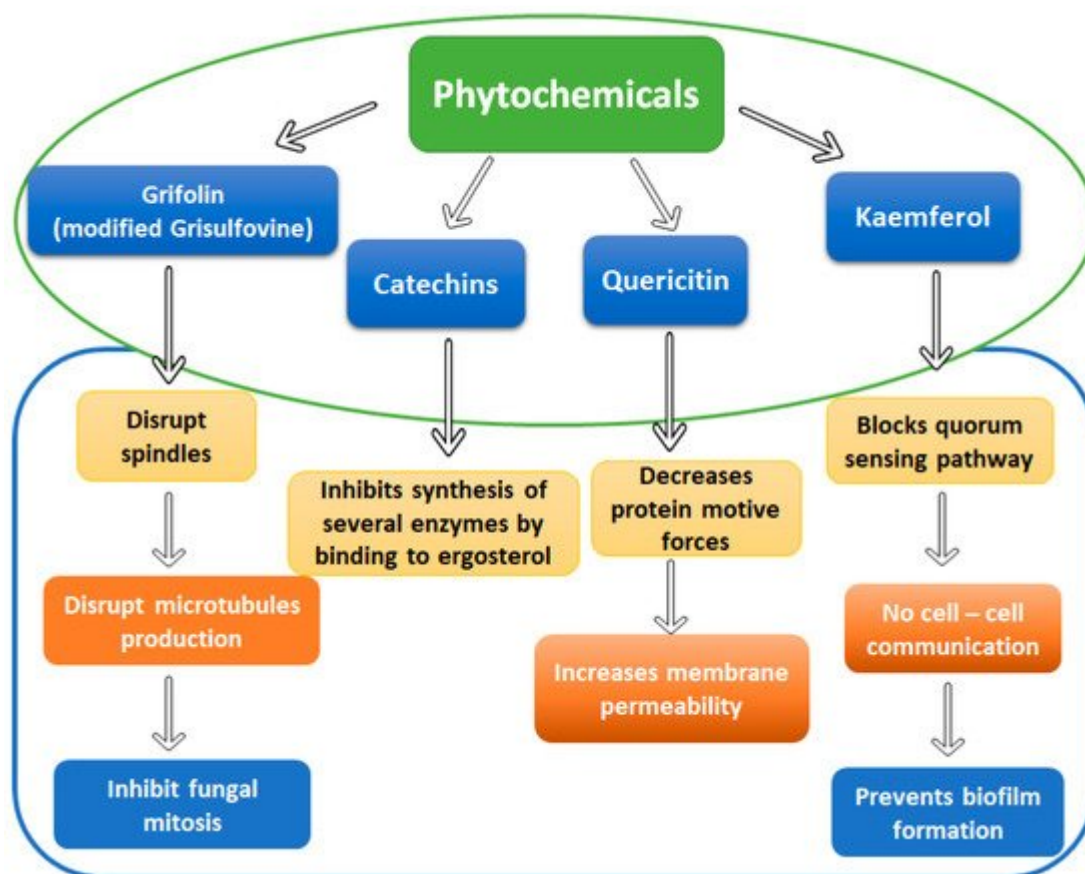 Phytochemicals
Grifolin
(modified Grisulfovine)
Catechins
Quericitin
Kaemferol
Disrupt
spindles
Inhibits synthesis of
several enzymes by
binding to ergosterol
Decreases
protein motive
forces
Blocks quorum
sensing pathway
Disrupt microtubules
production
Increases membrane
permeability
No cell – cell
communication
Inhibit fungal
mitosis
Prevents biofilm
formation